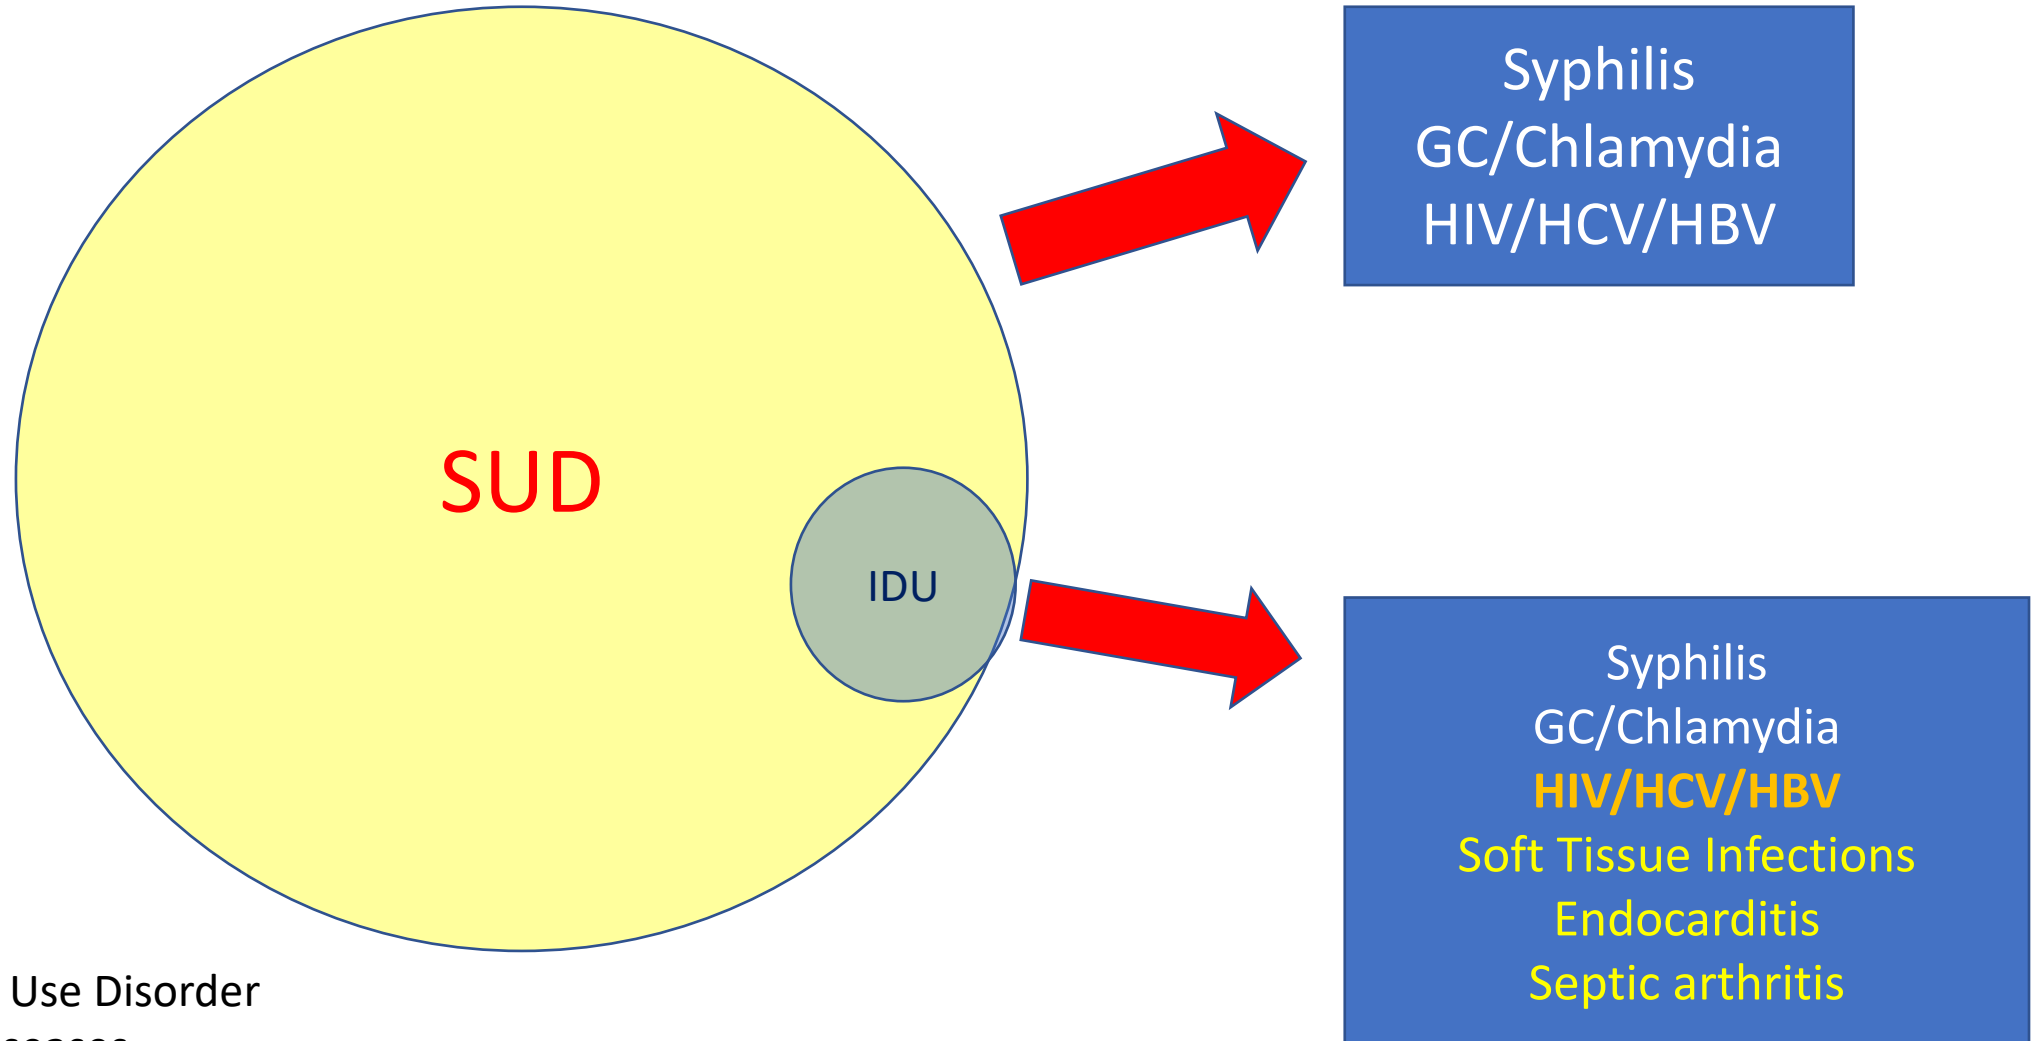 Syphilis
GC/Chlamydia
HIV/HCV/HBV
SUD
IDU
Syphilis
GC/Chlamydia
HIV/HCV/HBV
Soft Tissue Infections
Endocarditis
Septic arthritis
Use Disorder